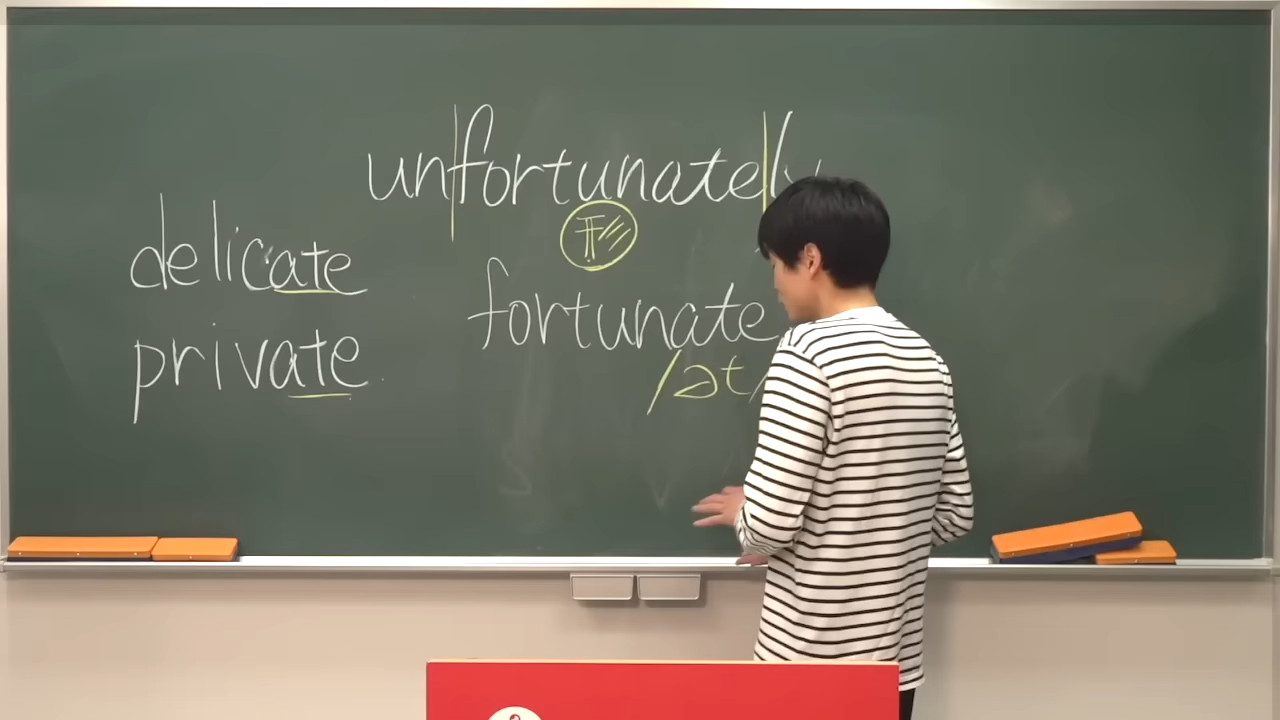 unfortunately
形
fortunate
/ət/
delicate
private